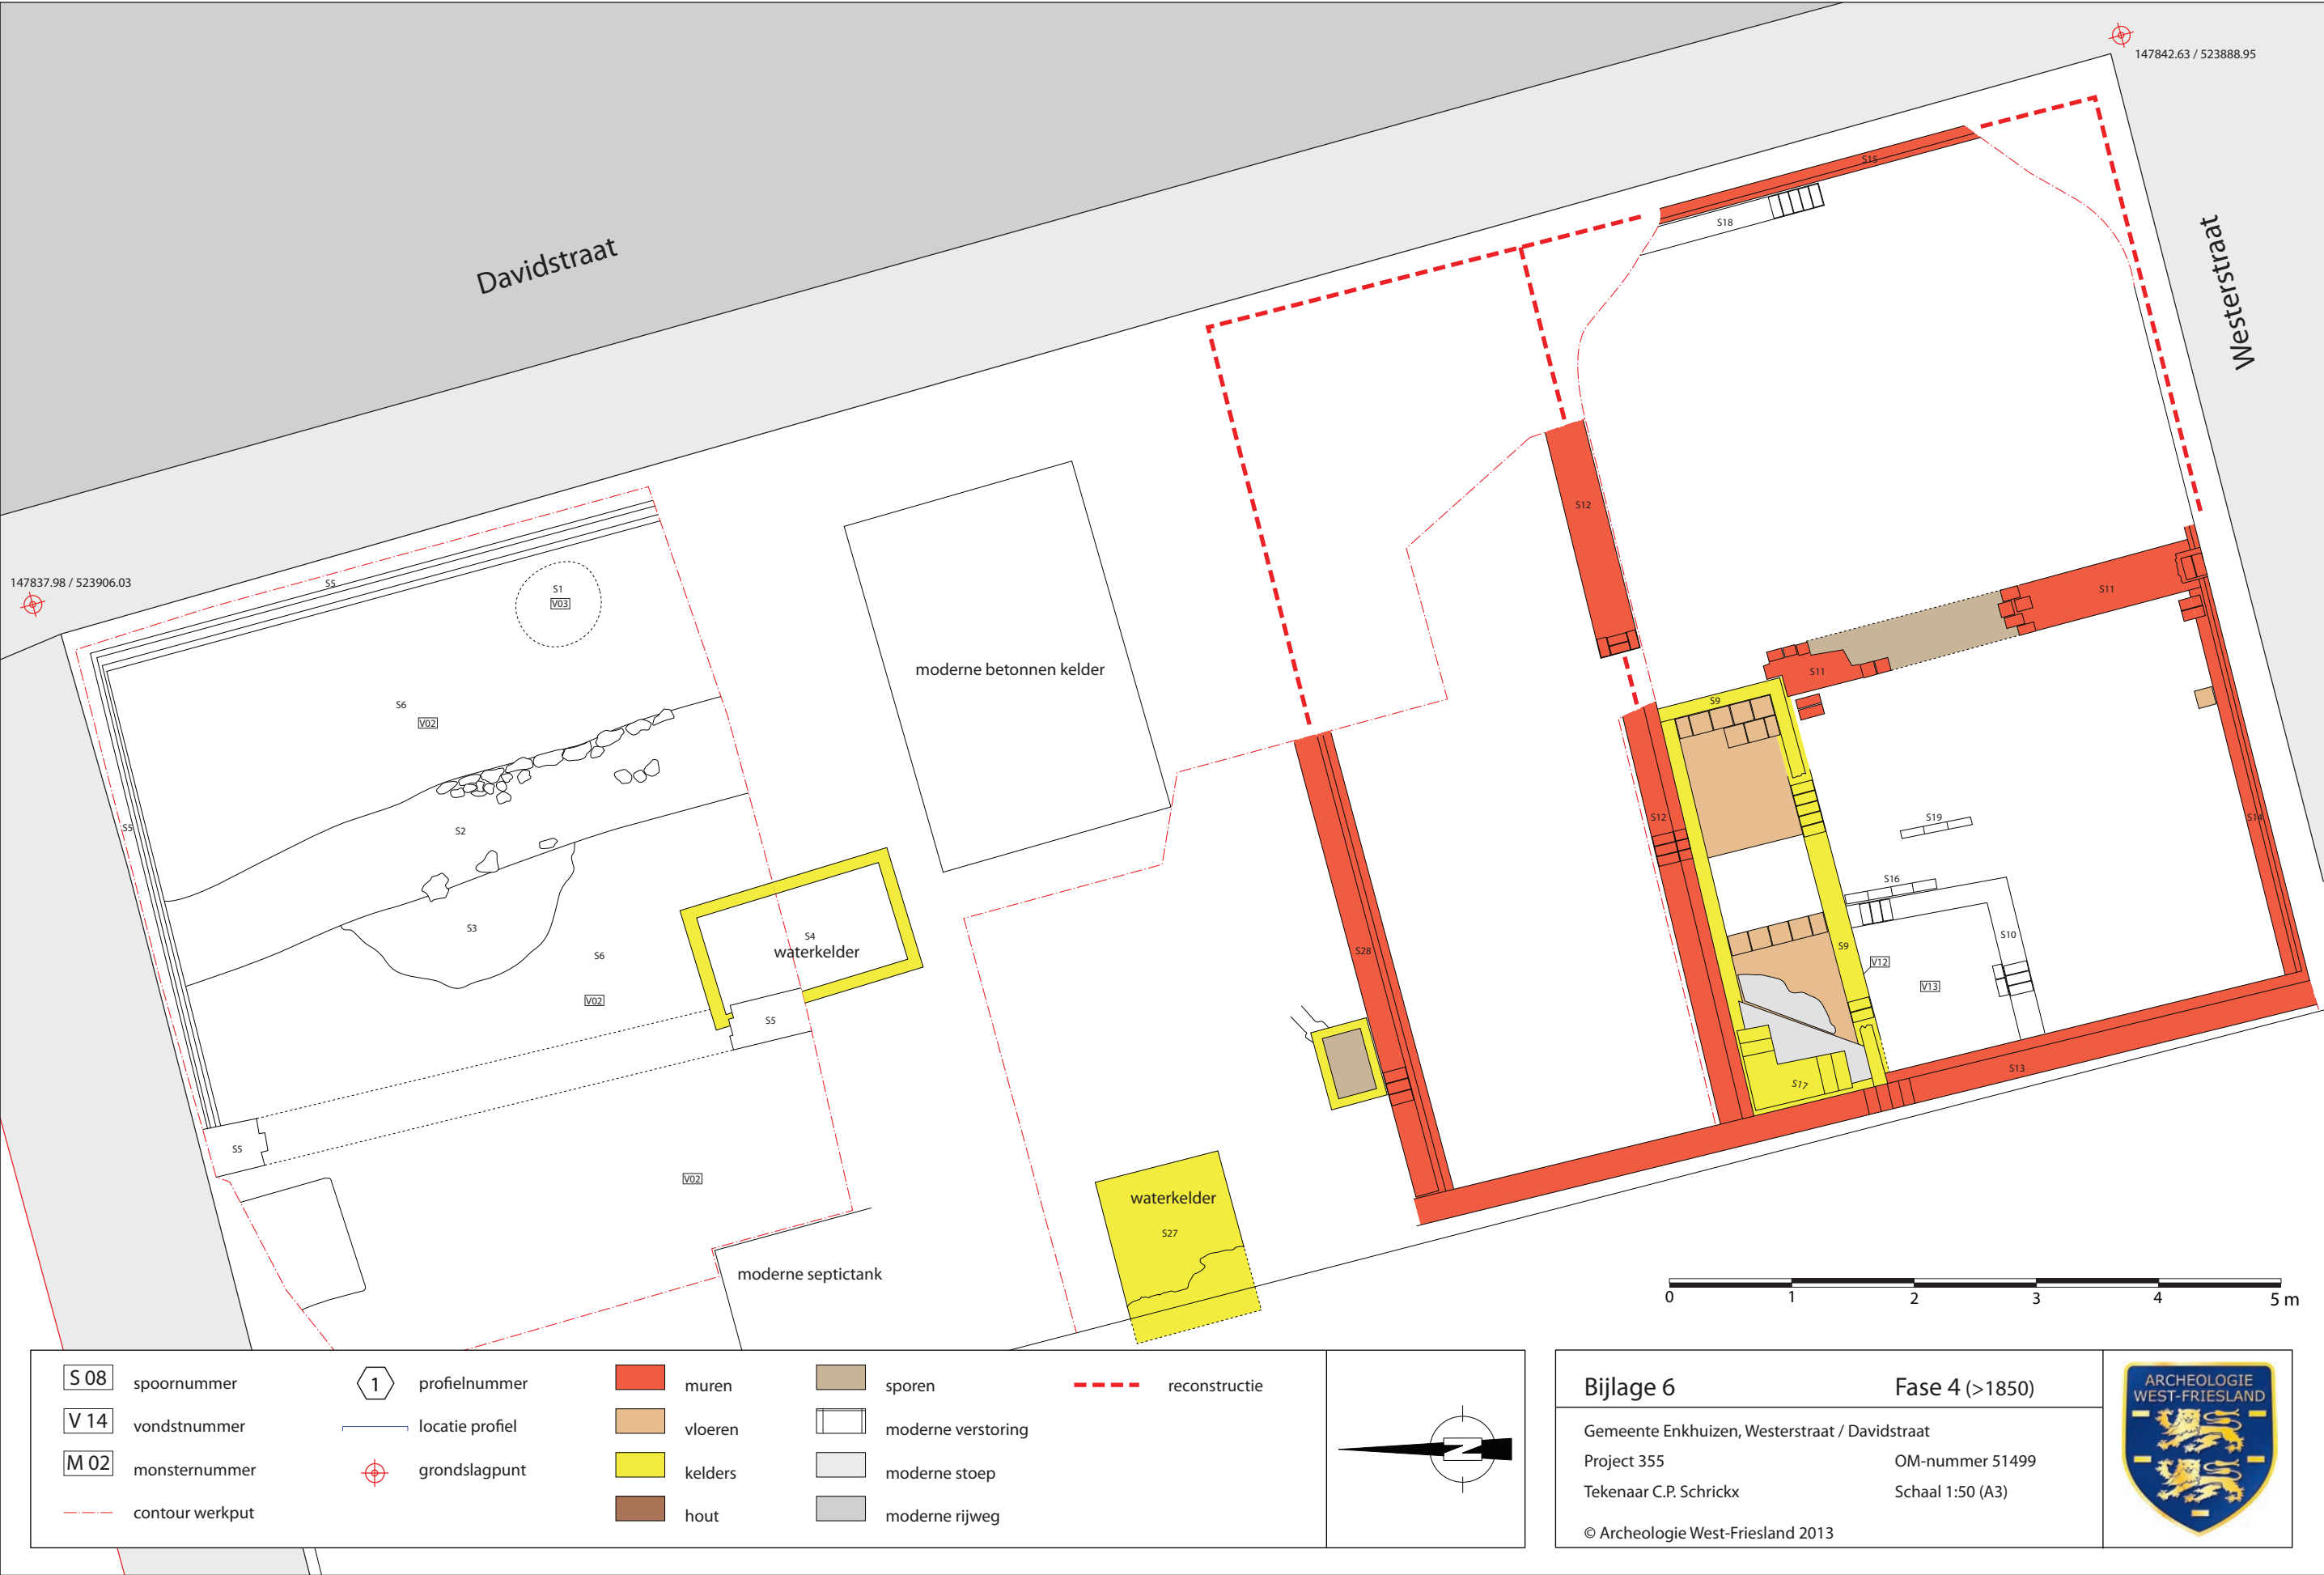 147842.63 / 523888.95
Davidstraat
Westerstraat
S15
S18
147837.98 / 523906.03
S5
S1
V03
S6
V02
moderne betonnen kelder
S12
S11
S11
S9
S5
S2
S12
S19
S14
S16
S3
S4
waterkelder
S6
V02
S5
S28
S9
S10
V12
V13
S17
S13
S5
V02
waterkelder
S27
moderne septictank
0 1 2 3 4 5 m
S 08 spoornummer
V 14 vondstnummer
M 02 monsternummer
contour werkput
1 profielnummer
locatie profiel
grondslagpunt
muren
vloeren
kelders
hout
sporen
moderne verstoring
moderne stoep
moderne rijweg
reconctructie
N
Bijlage 6 Fase 4 (>1850)
Gemeente Enkhuizen, Westerstraat / Davidstraat
Project 355 OM-nummer 51499
Tekenaar C.P. Schrickx Schaal 1:50 (A3)
© Archeologie West-Friesland 2013
ARCHEOLOGIE
WEST-FRIESLAND